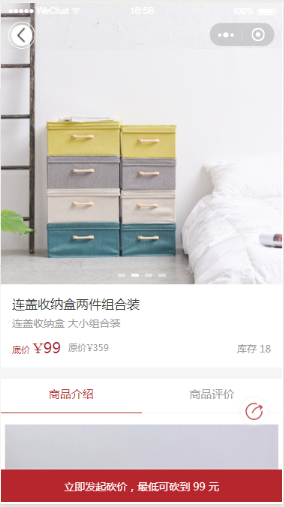 WeChat 16:58 100%
连盖收纳盒两件组合装
连盖收纳盒 大小组合装
底价 ¥99 原价¥359 库存 18
商品介绍 商品评价
立即发起砍价，最低可砍到 99 元